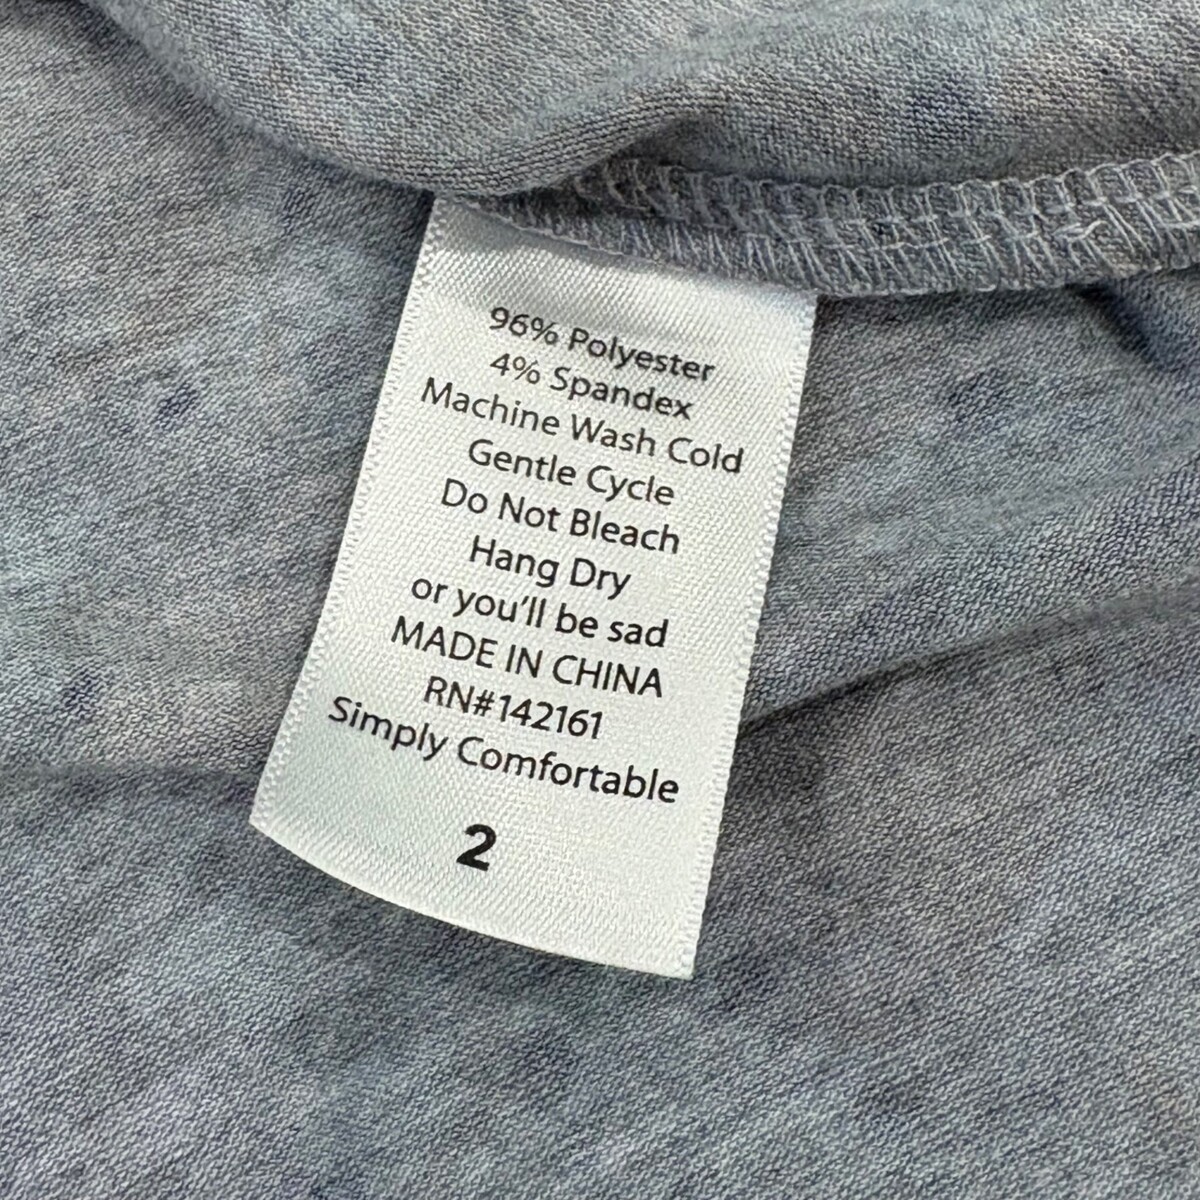 96% Polyester
4% Spandex
Machine Wash Cold
Gentle Cycle
Do Not Bleach
Hang Dry
or you'll be sad
MADE IN CHINA
RN#142161
Simply Comfortable
2